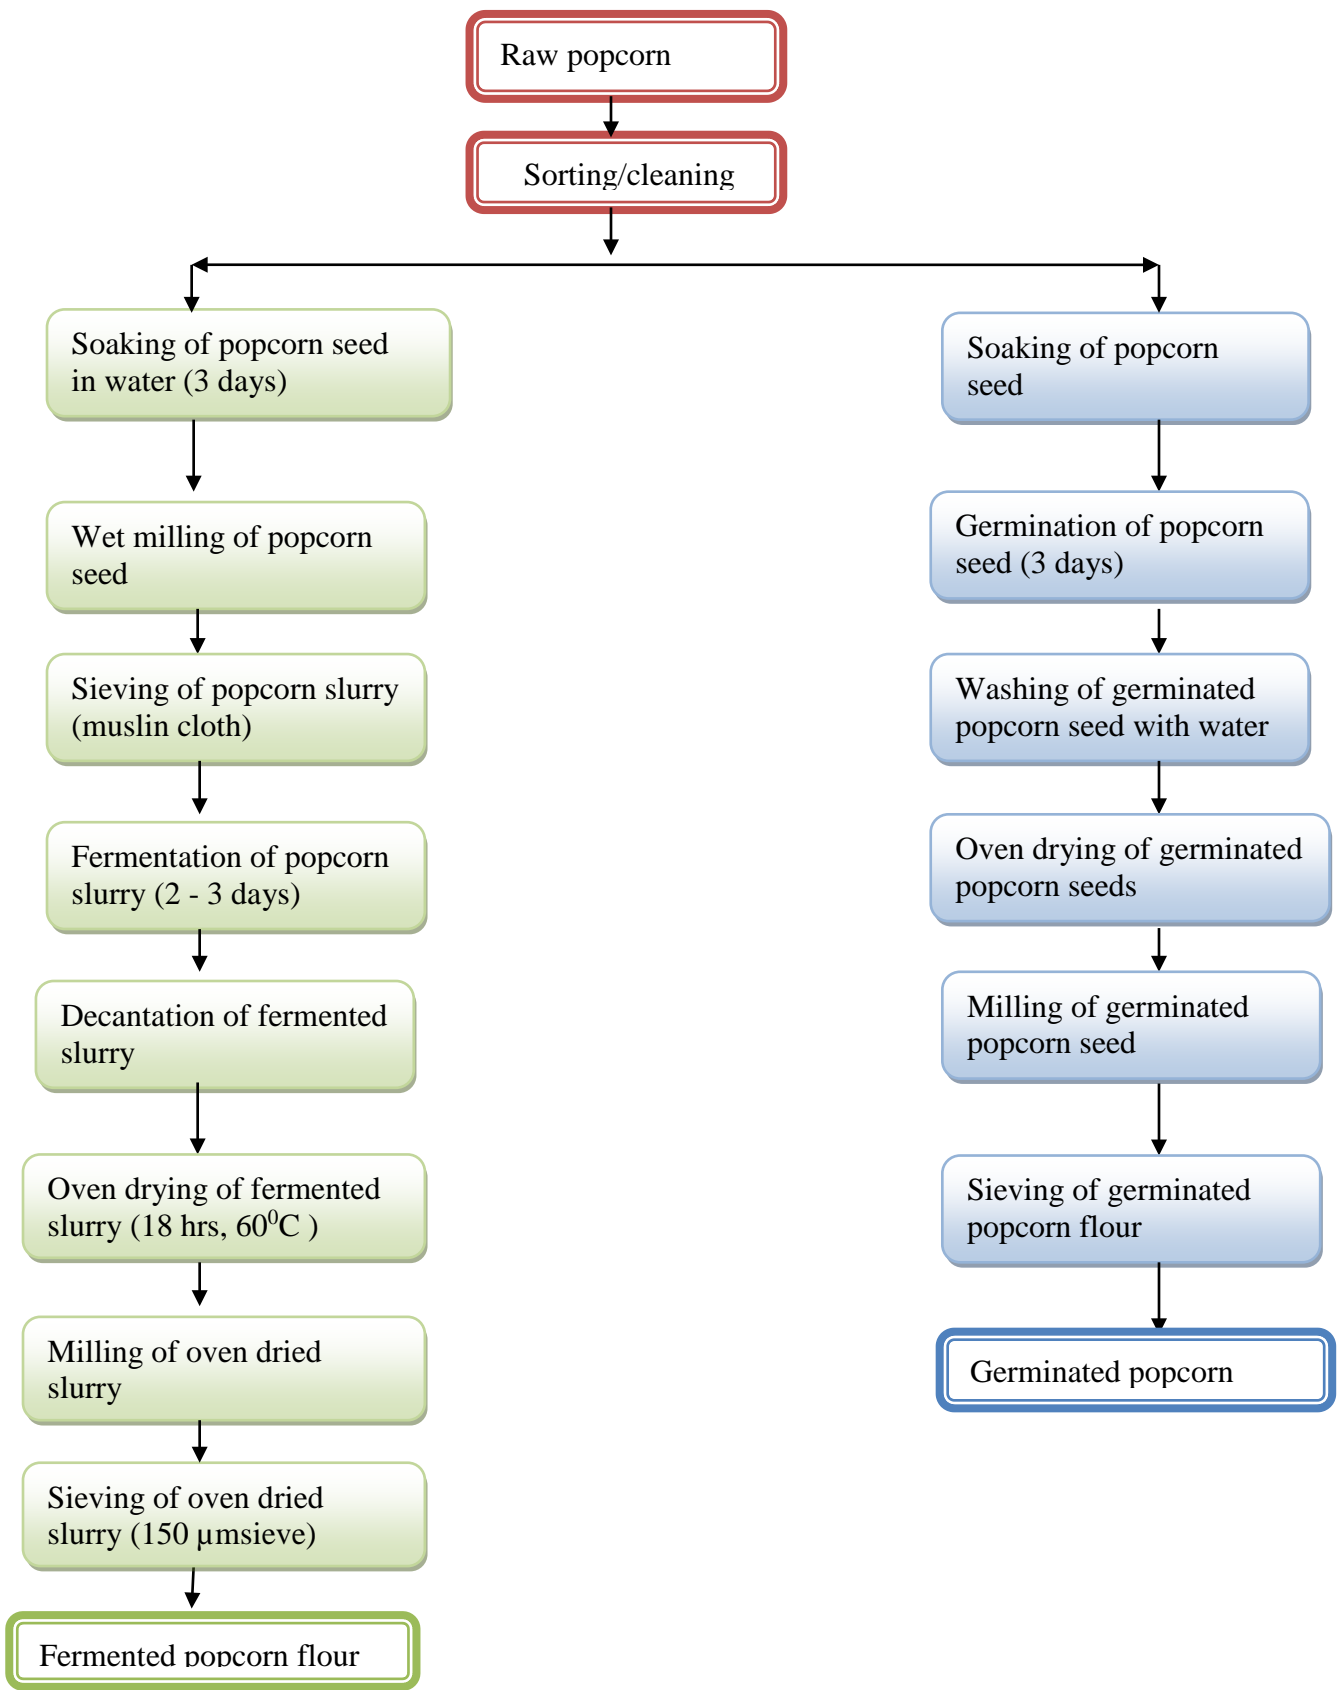 Raw popcorn
Sorting/cleaning
Soaking of popcorn seed
in water (3 days)
Wet milling of popcorn
seed
Sieving of popcorn slurry
(muslin cloth)
Fermentation of popcorn
slurry (2 - 3 days)
Decantation of fermented
slurry
Oven drying of fermented
slurry (18 hrs, 60⁰C )
Milling of oven dried
slurry
Sieving of oven dried
slurry (150 µmsieve)
Fermented popcorn flour
Soaking of popcorn
seed
Germination of popcorn
seed (3 days)
Washing of germinated
popcorn seed with water
Oven drying of germinated
popcorn seeds
Milling of germinated
popcorn seed
Sieving of germinated
popcorn flour
Germinated popcorn